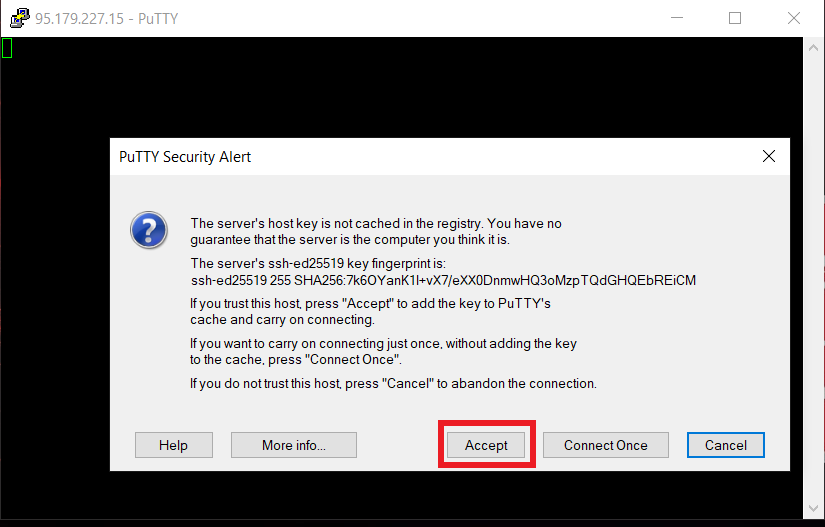 95.179.227.15 - PuTTY
PuTTY Security Alert
The server's host key is not cached in the registry. You have no
guarantee that the server is the computer you think it is.
The server's ssh-ed25519 key fingerprint is:
ssh-ed25519 255 SHA256:7k6OYanK1I+vX7/eXX0DnmwHQ3oMzpTQdGHQEbREiCM
If you trust this host, press "Accept" to add the key to PuTTY's
cache and carry on connecting.
If you want to carry on connecting just once, without adding the key
to the cache, press "Connect Once".
If you do not trust this host, press "Cancel" to abandon the connection.
Help More info... Accept Connect Once Cancel